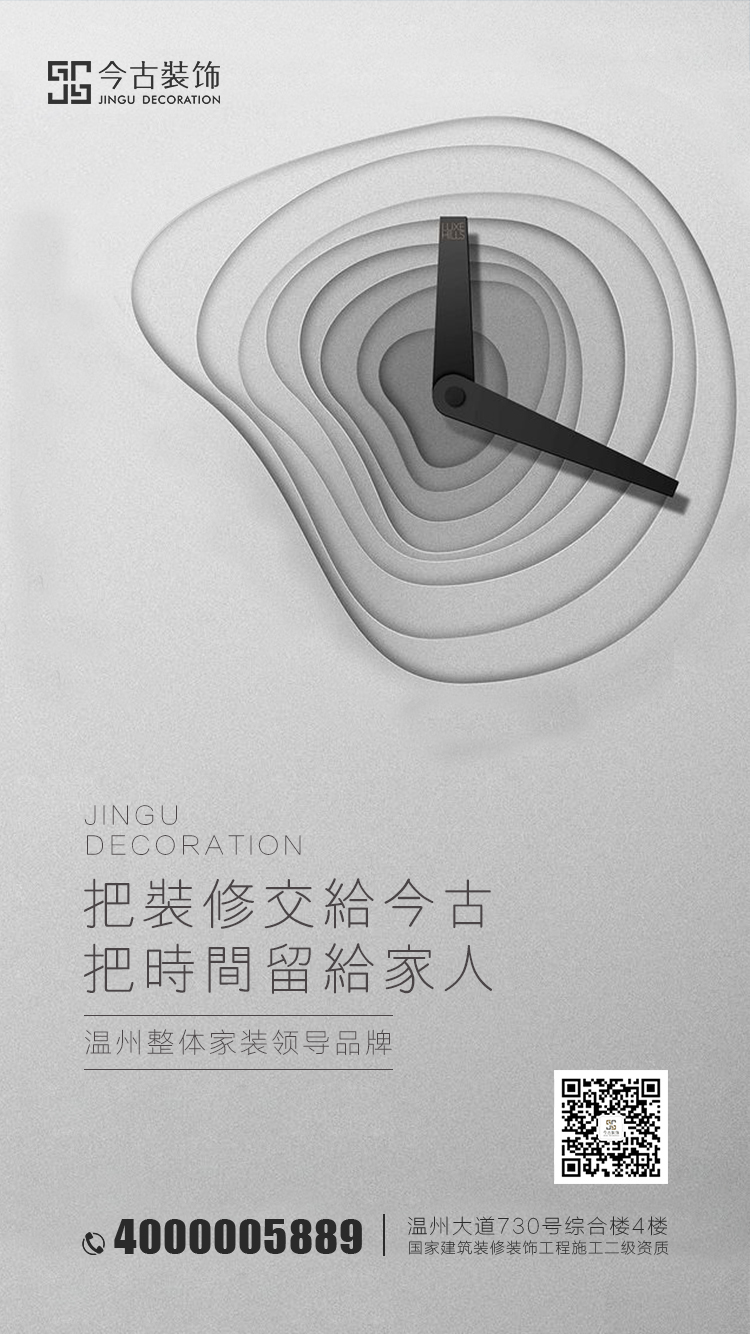 今古裝饰
JINGU DECORATION
LUXE
HILLS
JINGU
DECORATION
把裝修交給今古
把時間留給家人
温州整体家装领导品牌
4000005889
温州大道730号综合楼4楼
国家建筑装修装饰工程施工二级资质